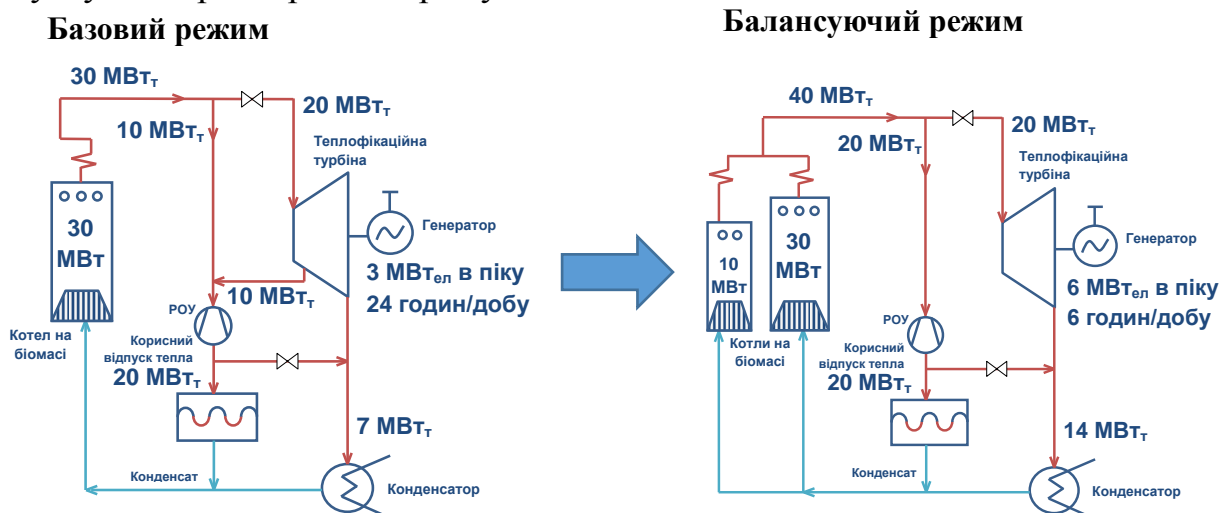 Базовий режим
30 МВтт
20 МВтт
10 МВтт
Теплофікаційна
турбіна
30
МВт
Генератор
3 МВтел в піку
24 годин/добу
10 МВтт
РОУ
Котел на
біомасі
Корисний
відпуск тепла
20 МВтт
7 МВтт
Конденсат
Конденсатор
Балансуючий режим
40 МВтт
20 МВтт
20 МВтт
Теплофікаційна
турбіна
10
МВт
30
МВт
Генератор
6 МВтел в піку
6 годин/добу
РОУ
Котли на
біомасі
Корисний
відпуск тепла
20 МВтт
14 МВтт
Конденсат
Конденсатор